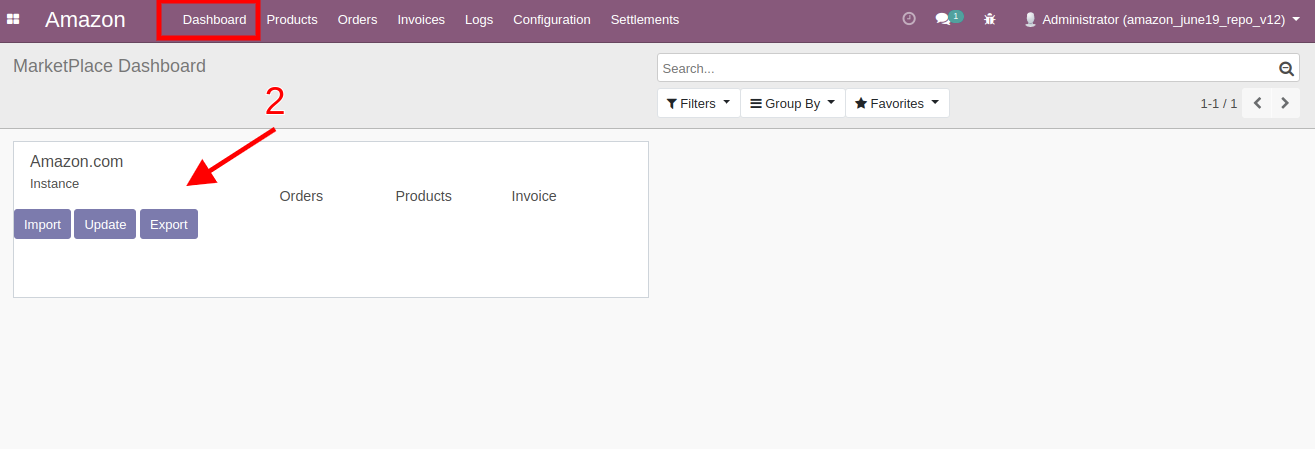 Amazon Dashboard Products Orders Invoices Logs Configuration Settlements 1 Administrator (amazon_june19_repo_v12)
MarketPlace Dashboard
Search...
Filters Group By Favorites 1-1 / 1
2
Amazon.com
Instance
Orders Products Invoice
Import Update Export